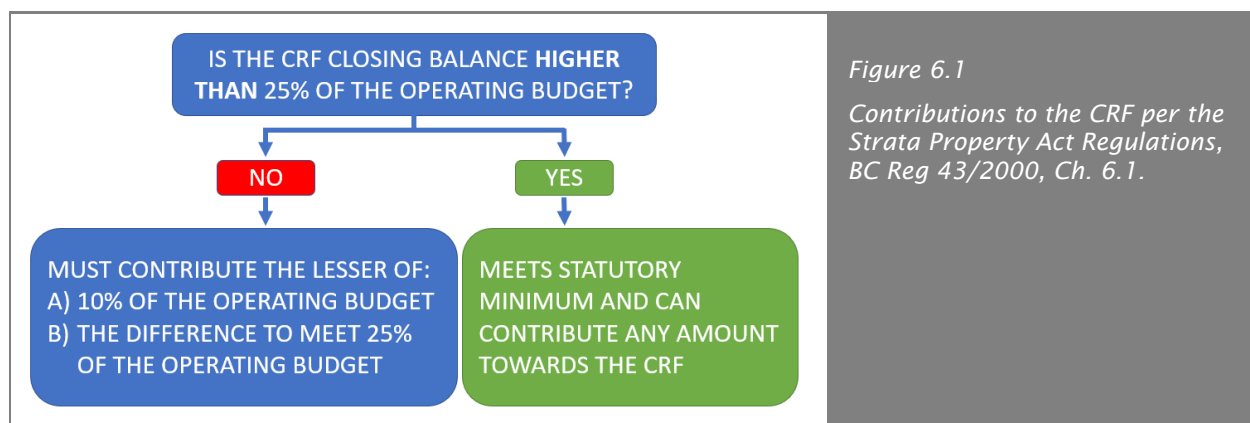 IS THE CRF CLOSING BALANCE HIGHER
THAN 25% OF THE OPERATING BUDGET?
NO
YES
MUST CONTRIBUTE THE LESSER OF:
A) 10% OF THE OPERATING BUDGET
B) THE DIFFERENCE TO MEET 25%
OF THE OPERATING BUDGET
MEETS STATUTORY
MINIMUM AND CAN
CONTRIBUTE ANY AMOUNT
TOWARDS THE CRF
Figure 6.1
Contributions to the CRF per the
Strata Property Act Regulations,
BC Reg 43/2000, Ch. 6.1.